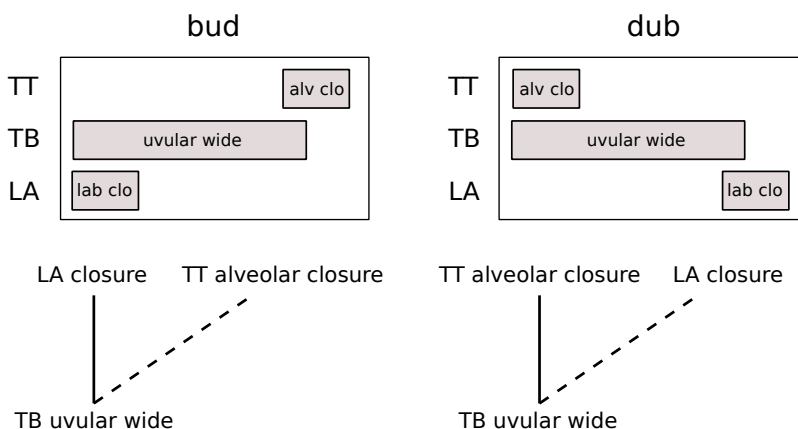 bud
TT
alv clo
TB
uvular wide
LA
lab clo
LA closure
TT alveolar closure
TB uvular wide
dub
TT
alv clo
TB
uvular wide
LA
lab clo
TT alveolar closure
LA closure
TB uvular wide